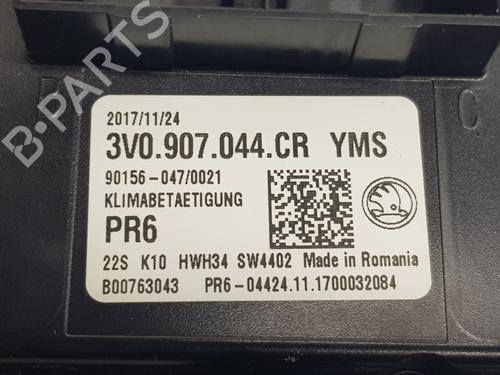 2017/11/24
3V0.907.044.CR YMS
90156-047/0021
KLIMABETAETIGUNG
PR6
22S K10 HWH34 SW4402 Made in Romania
B00763043 PR6-04424.11.1700032084
C
B-PARTS